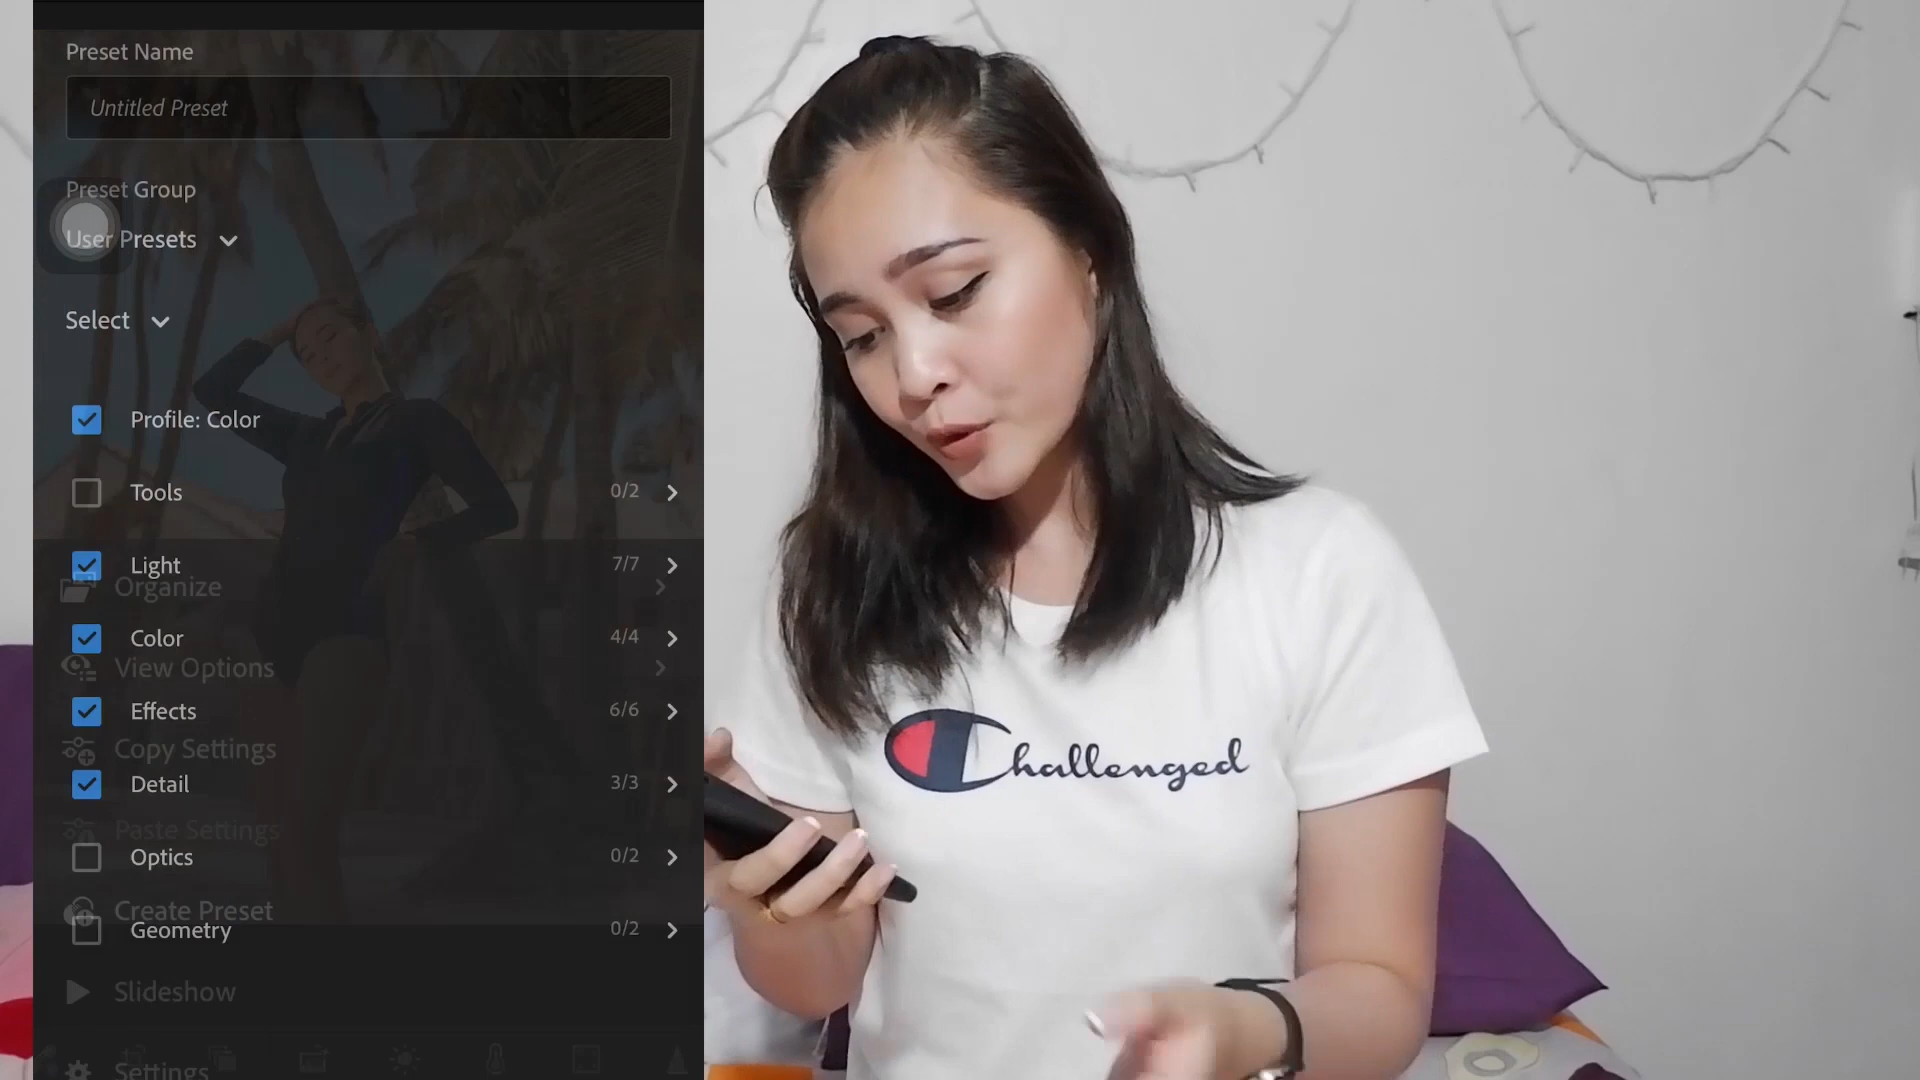 Preset Name
Untitled Preset
Preset Group
User Presets
Select
Profile: Color
Tools 0/2
Light 7/7
Organize
Color 4/4
View Options
Effects 6/6
Copy Settings
Detail 3/3
Paste Settings
Optics 0/2
Create Preset
Geometry 0/2
Slideshow
Settings
Challenged